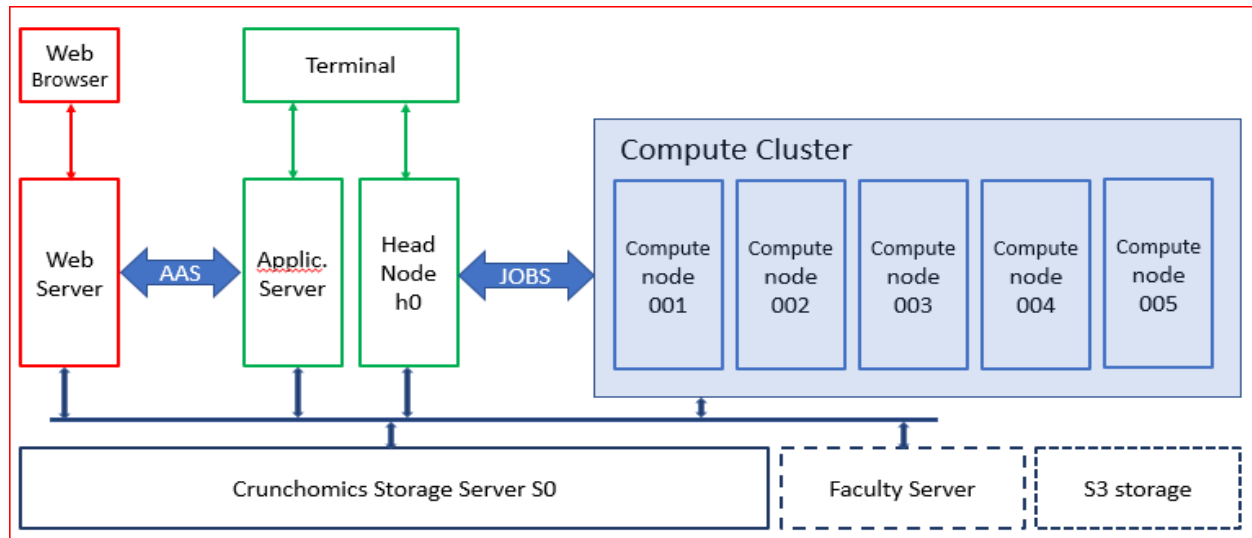 Web
Browser
Terminal
Compute Cluster
Web
Server
AAS
Applic.
Server
Head
Node
h0
JOBS
Compute
node
001
Compute
node
002
Compute
node
003
Compute
node
004
Compute
node
005
Crunchomics Storage Server S0
Faculty Server
S3 storage